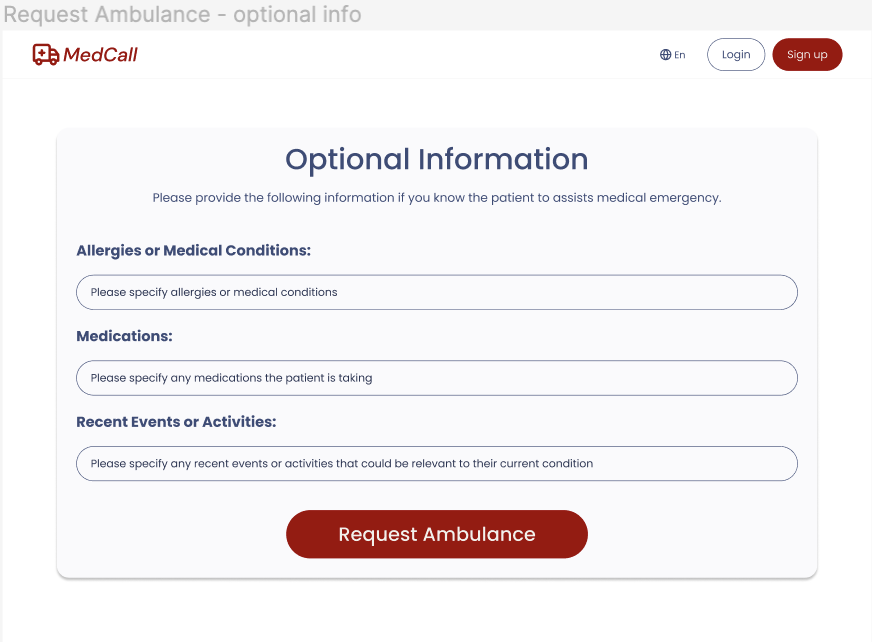 Request Ambulance - optional info
MedCall
En
Login
Sign up
Optional Information
Please provide the following information if you know the patient to assists medical emergency.
Allergies or Medical Conditions:
Please specify allergies or medical conditions
Medications:
Please specify any medications the patient is taking
Recent Events or Activities:
Please specify any recent events or activities that could be relevant to their current condition
Request Ambulance